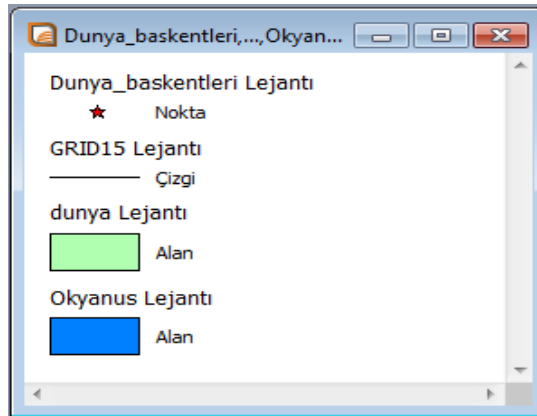 Dunya_baskentleri,...,Okyan...
Dunya_baskentleri Lejantı
Nokta
GRID15 Lejantı
Çizgi
dunya Lejantı
Alan
Okyanus Lejantı
Alan